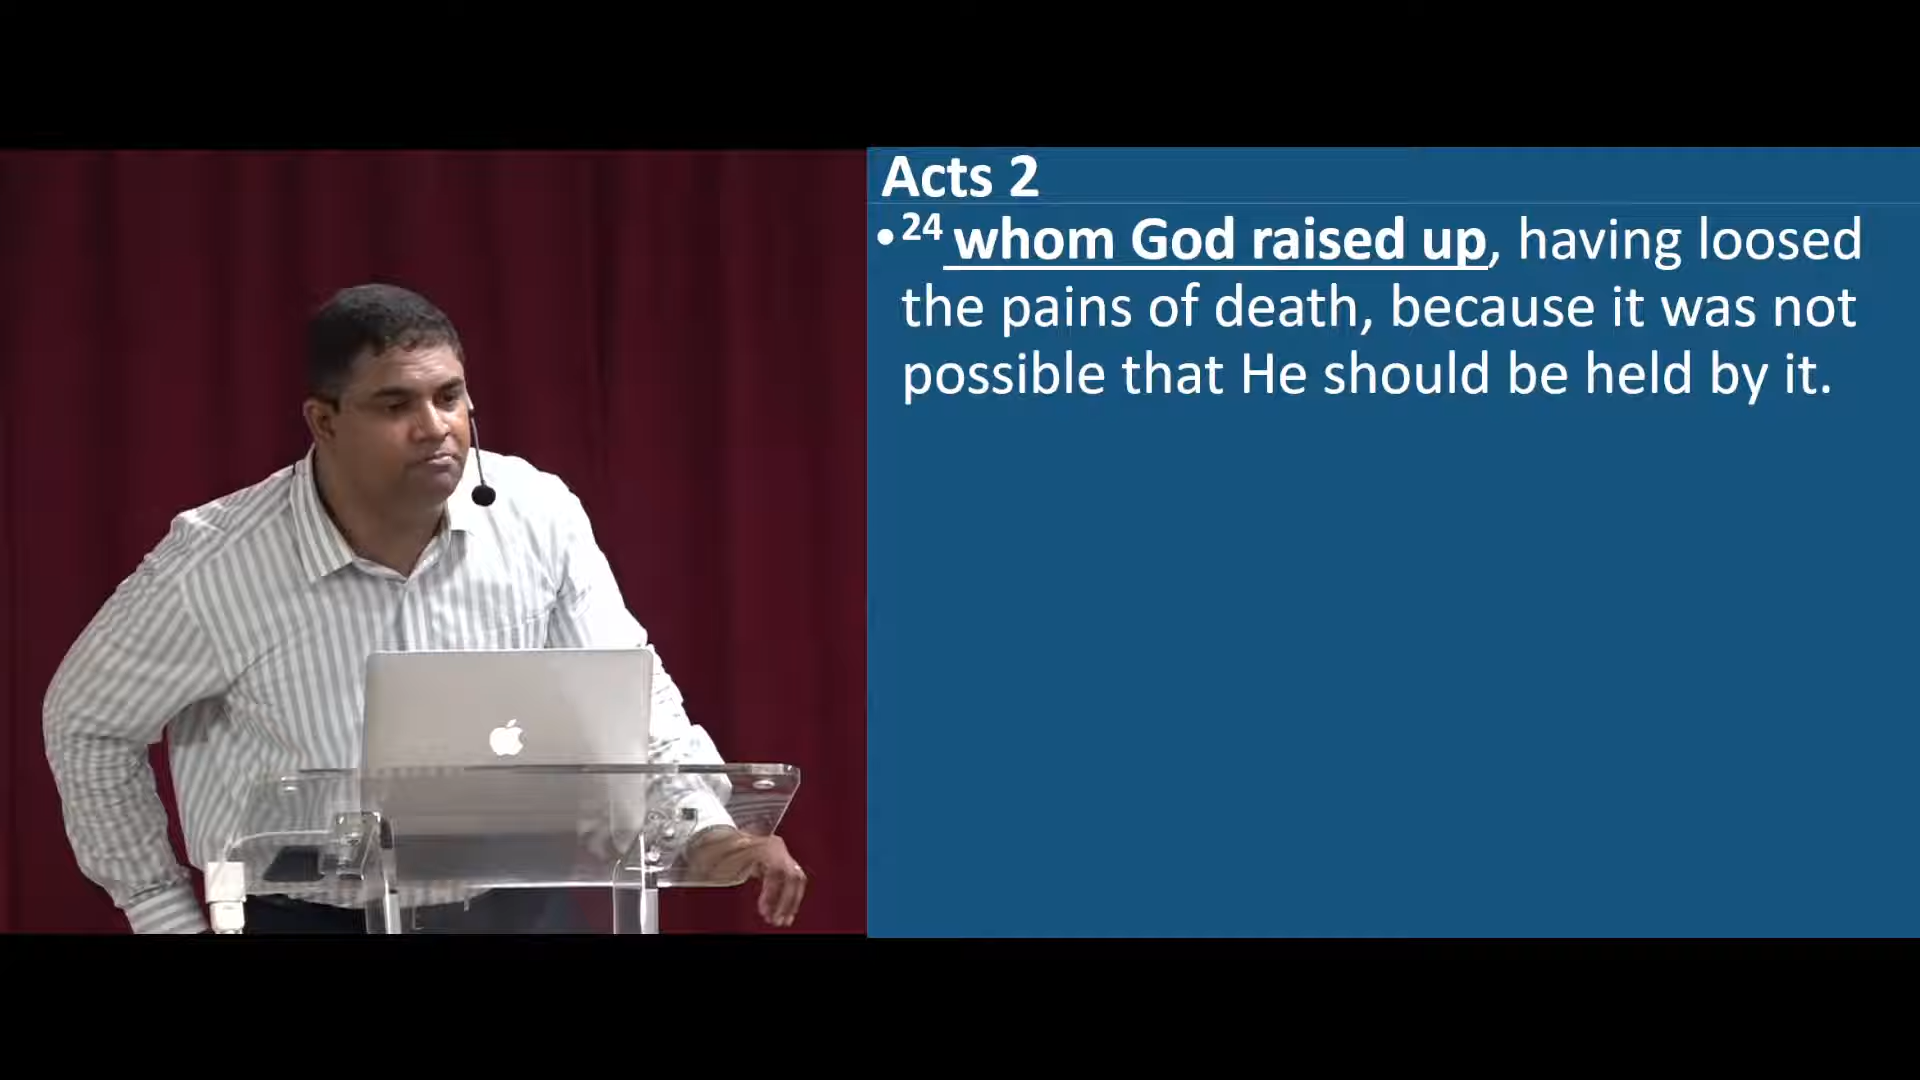 Acts 2
•24 whom God raised up, having loosed
the pains of death, because it was not
possible that He should be held by it.